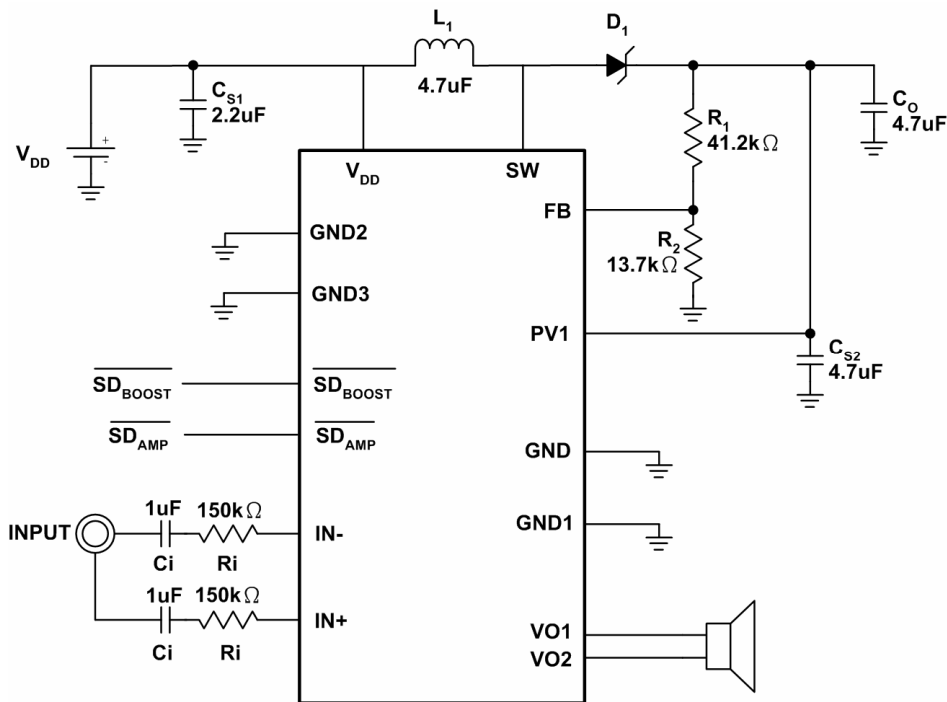 L1
4.7uF
D1
CS1
2.2uF
VDD
+
-
R1
41.2kΩ
CO
4.7uF
VDD
SW
FB
R2
13.7kΩ
GND2
GND3
PV1
CS2
4.7uF
SDBOOST
SDBOOST
SDAMP
SDAMP
GND
GND1
INPUT
1uF
150kΩ
Ci
Ri
IN-
1uF
150kΩ
Ci
Ri
IN+
VO1
VO2